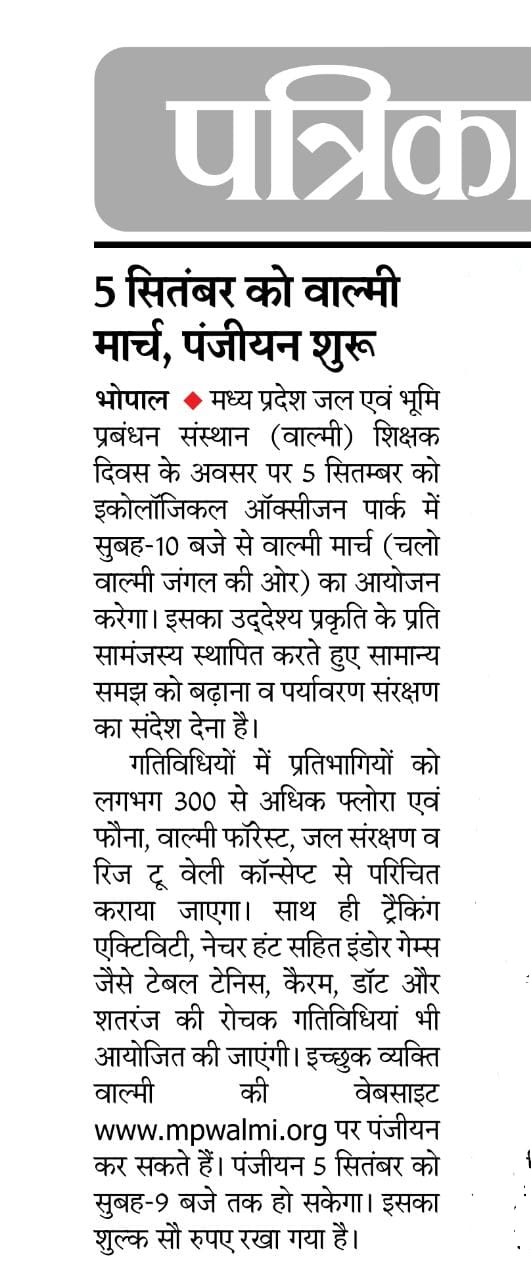 पत्रिका
5 सितंबर को वाल्मी
मार्च, पंजीयन शुरू
भोपाल ◆ मध्य प्रदेश जल एवं भूमि
प्रबंधन संस्थान (वाल्मी) शिक्षक
दिवस के अवसर पर 5 सितम्बर को
इकोलॉजिकल ऑक्सीजन पार्क में
सुबह-10 बजे से वाल्मी मार्च (चलो
वाल्मी जंगल की ओर) का आयोजन
करेगा। इसका उद्देश्य प्रकृति के प्रति
सामंजस्य स्थापित करते हुए सामान्य
समझ को बढ़ाना व पर्यावरण संरक्षण
का संदेश देना है।
गतिविधियों में प्रतिभागियों को
लगभग 300 से अधिक फ्लोरा एवं
फौना, वाल्मी फॉरेस्ट, जल संरक्षण व
रिज टू वेली कॉन्सेप्ट से परिचित
कराया जाएगा। साथ ही ट्रैकिंग
एक्टिविटी, नेचर हंट सहित इंडोर गेम्स
जैसे टेबल टेनिस, कैरम, डॉट और
शतरंज की रोचक गतिविधियां भी
आयोजित की जाएंगी। इच्छुक व्यक्ति
वाल्मी की वेबसाइट
www.mpwalmi.org पर पंजीयन
कर सकते हैं। पंजीयन 5 सितंबर को
सुबह-9 बजे तक हो सकेगा। इसका
शुल्क सौ रुपए रखा गया है।